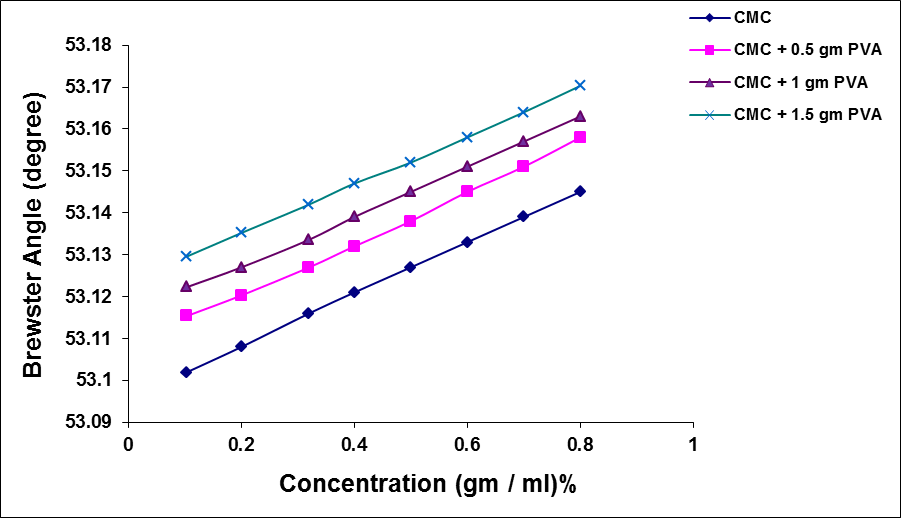 CMC
CMC + 0.5 gm PVA
CMC + 1 gm PVA
CMC + 1.5 gm PVA
Brewster Angle (degree)
53.18
53.17
53.16
53.15
53.14
53.13
53.12
53.11
53.1
53.09
0 0.2 0.4 0.6 0.8 1
Concentration (gm / ml)%